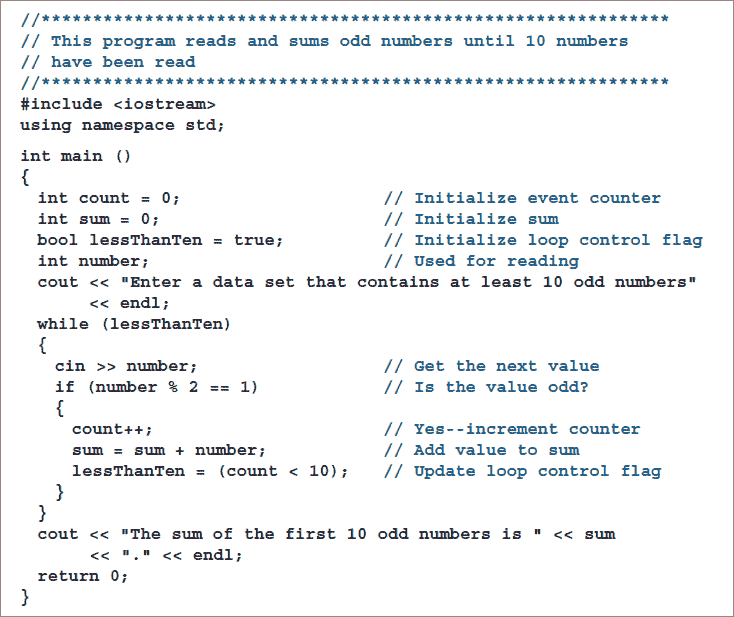 //*************************************************************
// This program reads and sums odd numbers until 10 numbers
// have been read
//*************************************************************
#include <iostream>
using namespace std;
int main ()
{
int count = 0; // Initialize event counter
int sum = 0; // Initialize sum
bool lessThanTen = true; // Initialize loop control flag
int number; // Used for reading
cout << "Enter a data set that contains at least 10 odd numbers"
<< endl;
while (lessThanTen)
{
cin >> number; // Get the next value
if (number % 2 == 1) // Is the value odd?
{
count++; // Yes--increment counter
sum = sum + number; // Add value to sum
lessThanTen = (count < 10); // Update loop control flag
}
}
cout << "The sum of the first 10 odd numbers is " << sum
<< "." << endl;
return 0;
}